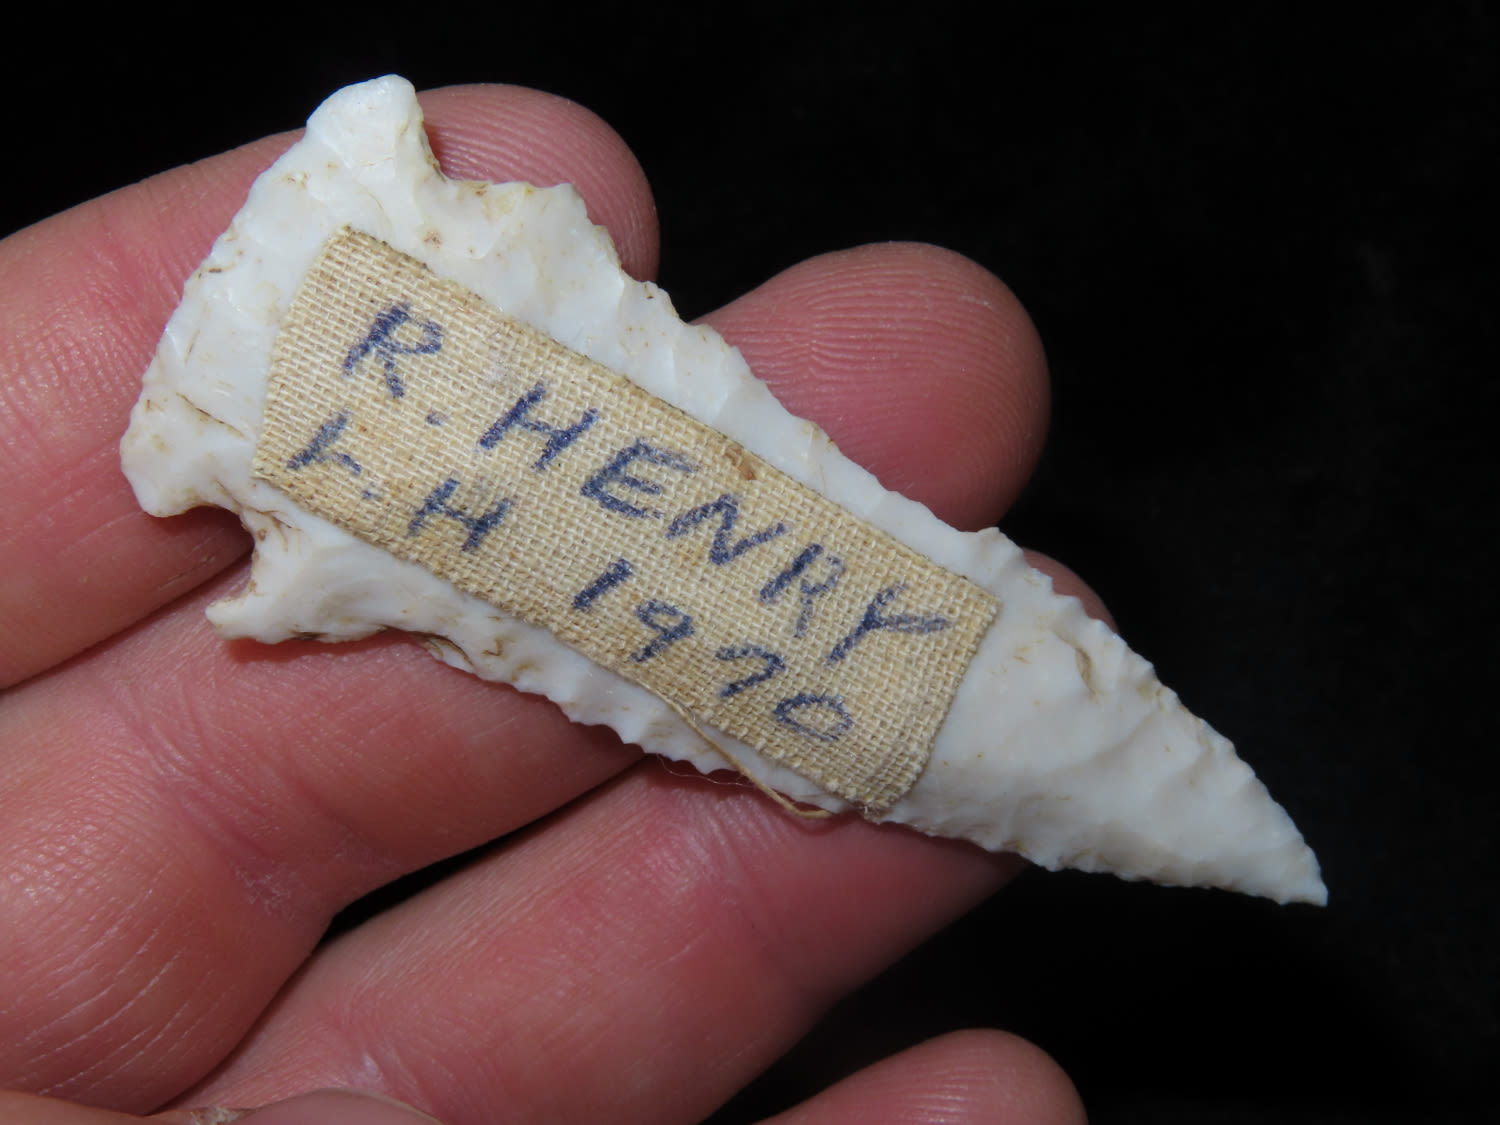 R. HENRY
Y. H 1970